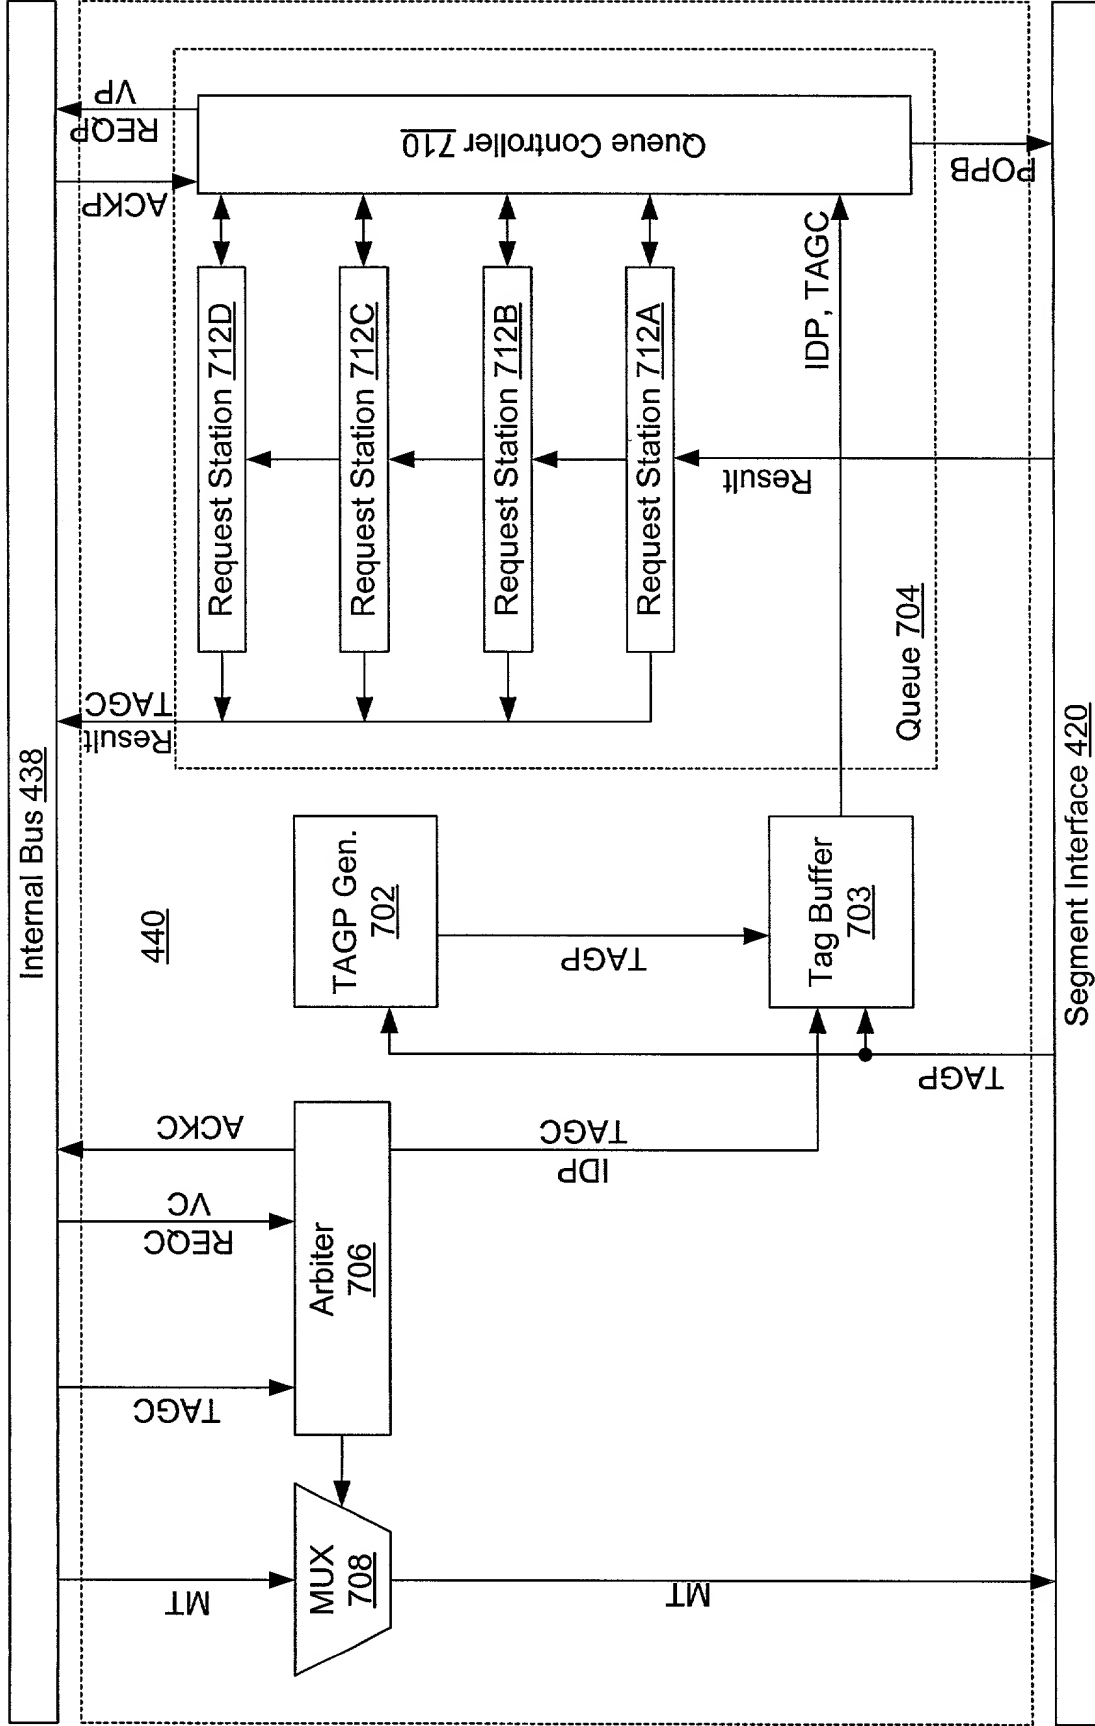 Internal Bus 438
440
MT
TAGC
REQC
VC
ACKC
Result
TAGC
ACKP
REQP
VP
MUX
708
Arbiter
706
TAGP Gen.
702
Request Station 712D
Request Station 712C
Request Station 712B
Request Station 712A
Queue Controller 710
IDP
TAGC
TAGP
Tag Buffer
703
IDP, TAGC
Queue 704
MT
TAGP
Result
POPB
Segment Interface 420